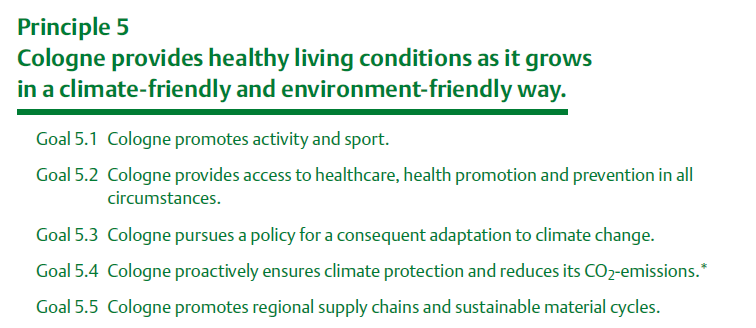 Principle 5
Cologne provides healthy living conditions as it grows
in a climate-friendly and environment-friendly way.
Goal 5.1 Cologne promotes activity and sport.
Goal 5.2 Cologne provides access to healthcare, health promotion and prevention in all
circumstances.
Goal 5.3 Cologne pursues a policy for a consequent adaptation to climate change.
Goal 5.4 Cologne proactively ensures climate protection and reduces its CO₂-emissions.*
Goal 5.5 Cologne promotes regional supply chains and sustainable material cycles.